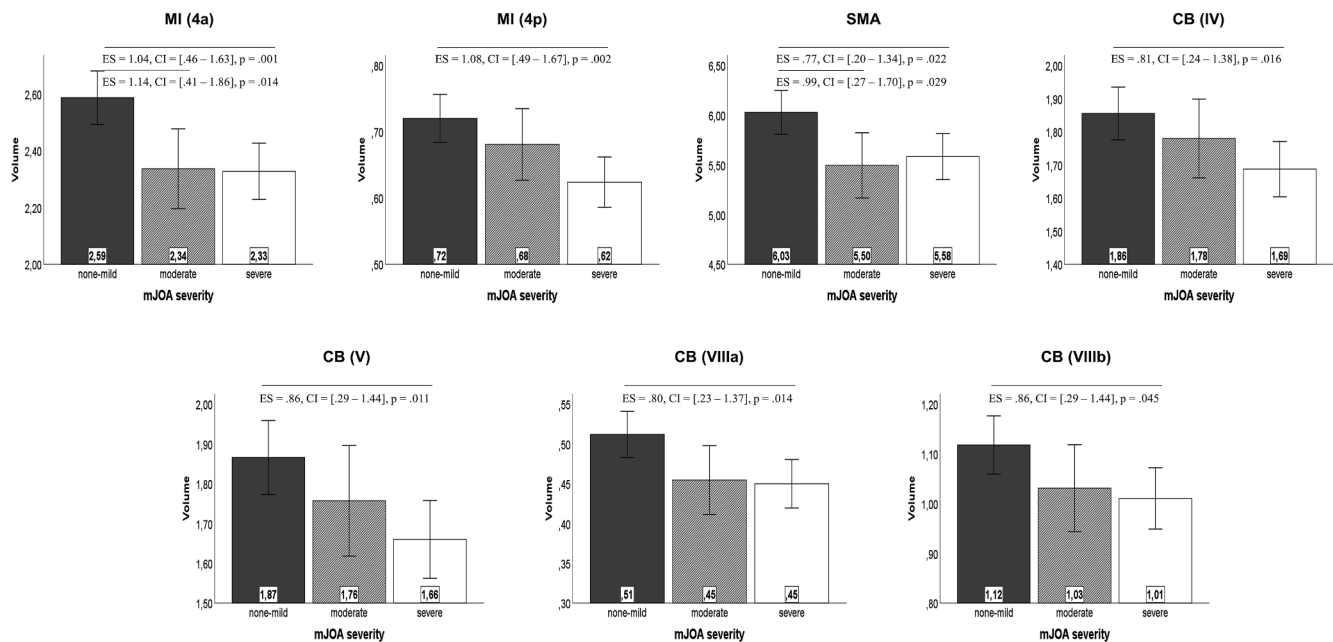 MI (4a)
ES = 1.04, CI = [.46 – 1.63], p = .001
ES = 1.14, CI = [.41 – 1.86], p = .014
2,60
2,40
2,20
2,00
Volume
2,59
2,34
2,33
none-mild
moderate
severe
mJOA severity
MI (4p)
ES = 1.08, CI = [.49 – 1.67], p = .002
,80
,70
,60
,50
Volume
,72
,68
,62
none-mild
moderate
severe
mJOA severity
SMA
ES = .77, CI = [.20 – 1.34], p = .022
ES = .99, CI = [.27 – 1.70], p = .029
6,50
6,00
5,50
5,00
4,50
Volume
6,03
5,50
5,58
none-mild
moderate
severe
mJOA severity
CB (IV)
ES = .81, CI = [.24 – 1.38], p = .016
2,00
1,90
1,80
1,70
1,60
1,50
1,40
Volume
1,86
1,78
1,69
none-mild
moderate
severe
mJOA severity
CB (V)
ES = .86, CI = [.29 – 1.44], p = .011
2,00
1,90
1,80
1,70
1,60
1,50
Volume
1,87
1,76
1,66
none-mild
moderate
severe
mJOA severity
CB (VIIIa)
ES = .80, CI = [.23 – 1.37], p = .014
,55
,50
,45
,40
,35
,30
Volume
,51
,45
,45
none-mild
moderate
severe
mJOA severity
CB (VIIIb)
ES = .86, CI = [.29 – 1.44], p = .045
1,20
1,10
1,00
,90
,80
Volume
1,12
1,03
1,01
none-mild
moderate
severe
mJOA severity